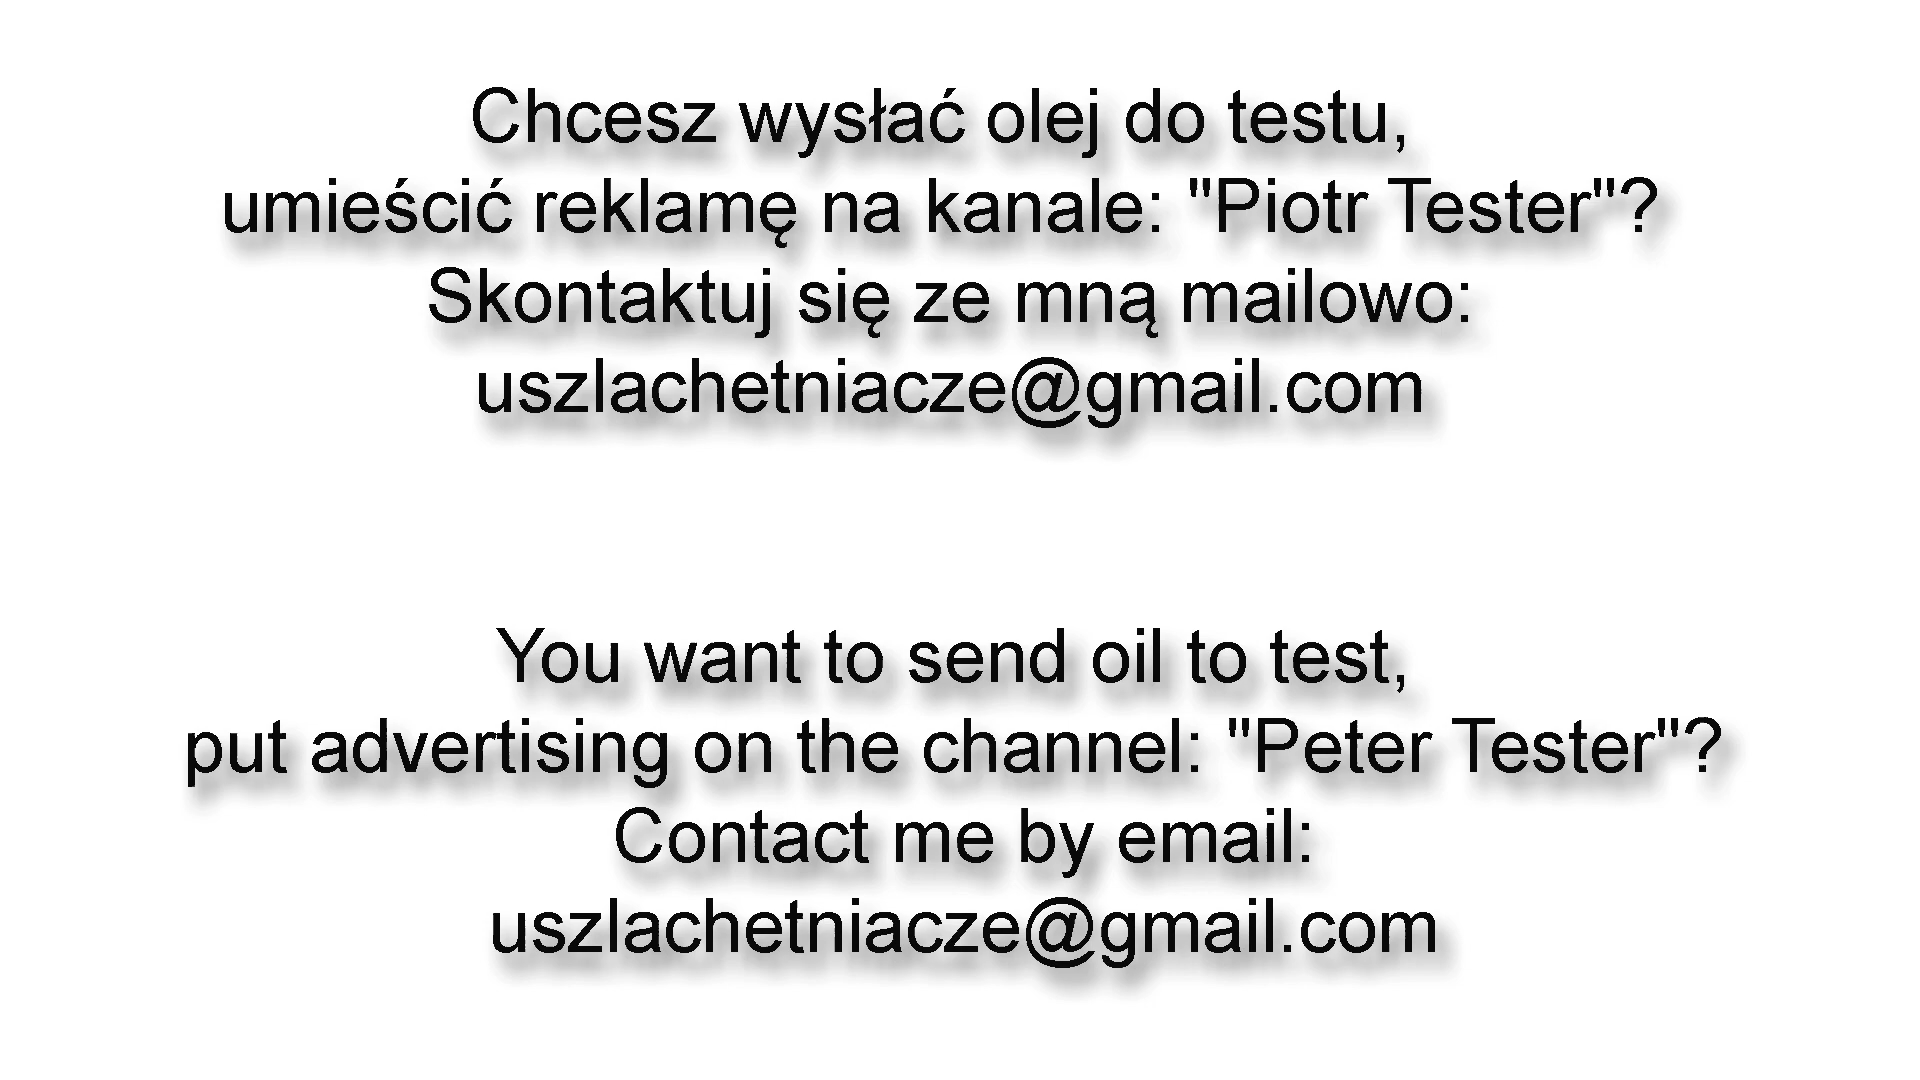 Chcesz wysłać olej do testu,
umieścić reklamę na kanale: "Piotr Tester"?
Skontaktuj się ze mną mailowo:
uszlachetniacze@gmail.com
You want to send oil to test,
put advertising on the channel: "Peter Tester"?
Contact me by email:
uszlachetniacze@gmail.com